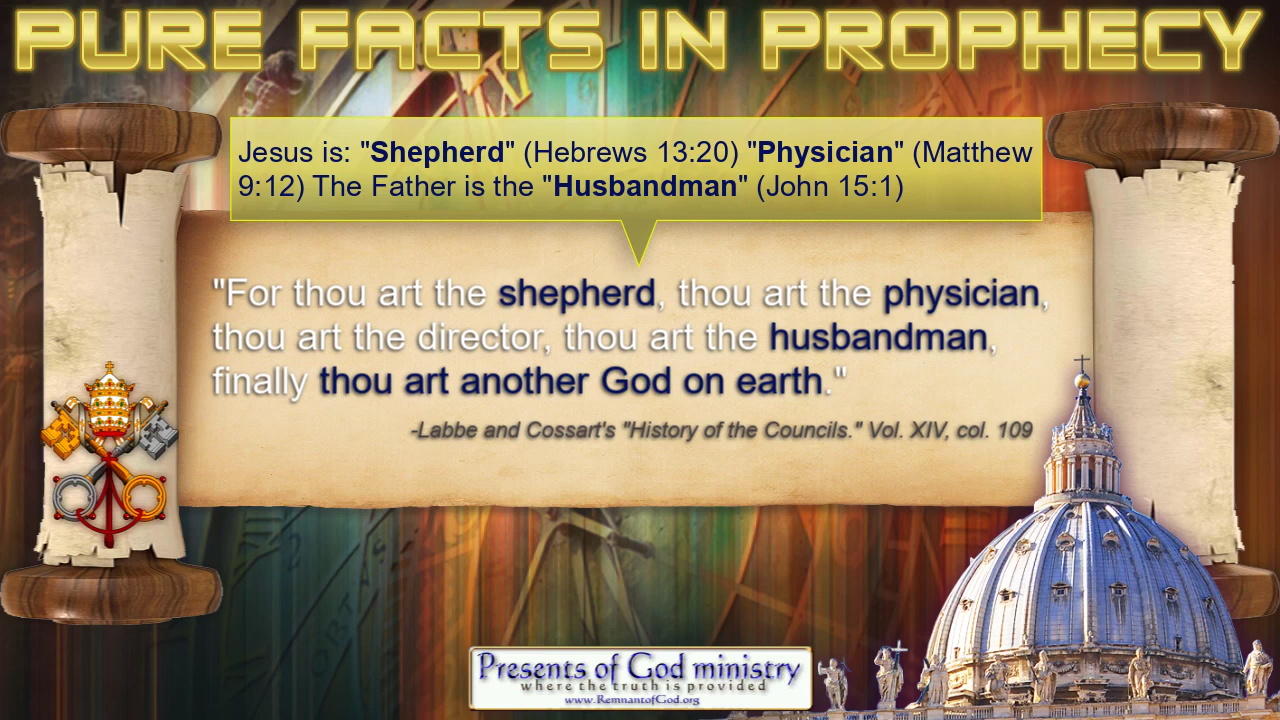 PURE FACTS IN PROPHECY
Jesus is: "Shepherd" (Hebrews 13:20) "Physician" (Matthew
9:12) The Father is the "Husbandman" (John 15:1)
"For thou art the shepherd, thou art the physician,
thou art the director, thou art the husbandman,
finally thou art another God on earth."
-Labbe and Cossart's "History of the Councils." Vol. XIV, col. 109
Presents of God ministry
where the truth is provided
www.RemnantofGod.org